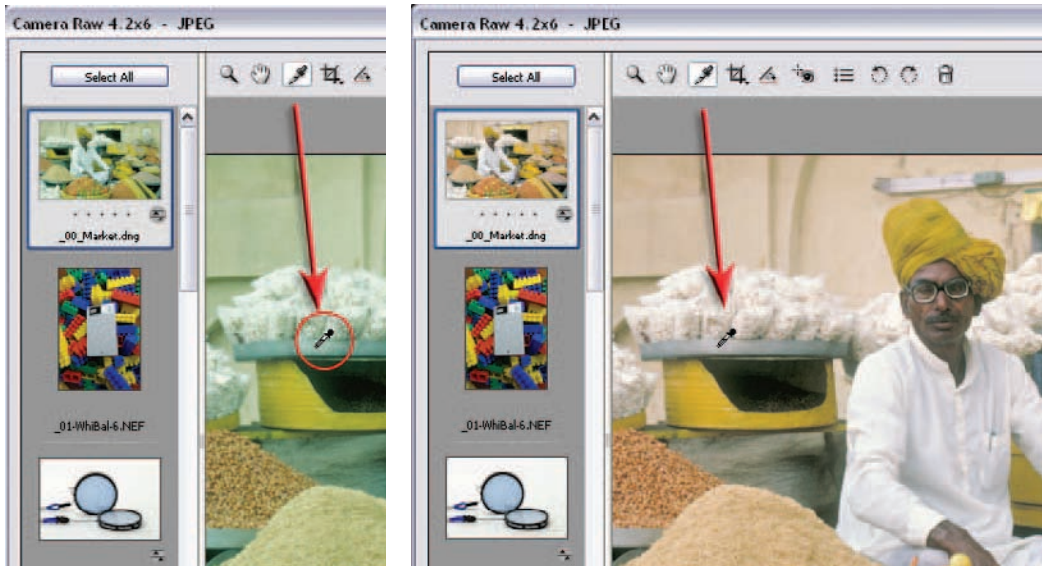 Camera Raw 4.2x6 - JPEG
Select All
_00_Market.dng
_01-WhiBal-6.NEF
Camera Raw 4.2x6 - JPEG
Select All
_00_Market.dng
_01-WhiBal-6.NEF